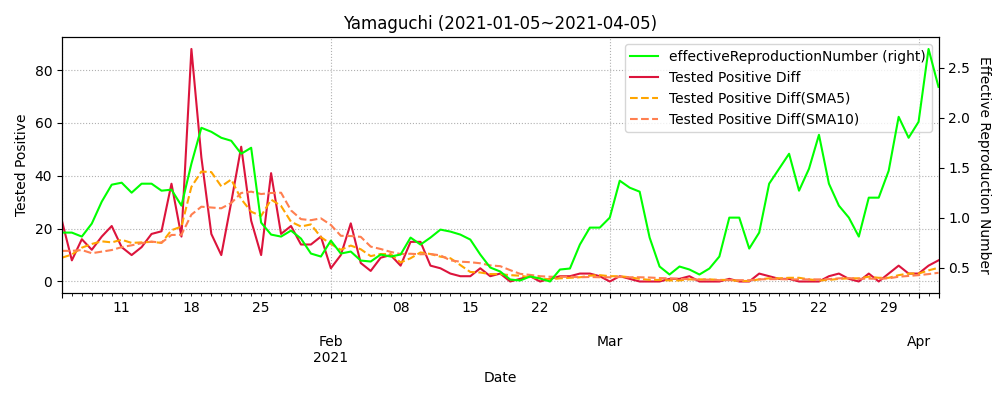 Yamaguchi (2021-01-05~2021-04-05)
effectiveReproductionNumber (right)
Tested Positive Diff
Tested Positive Diff(SMA5)
Tested Positive Diff(SMA10)
Tested Positive
80
60
40
20
0
Effective Reproduction Number
2.5
2.0
1.5
1.0
0.5
11 18 25 08 15 22 08 15 22 29
Feb Mar Apr
2021
Date